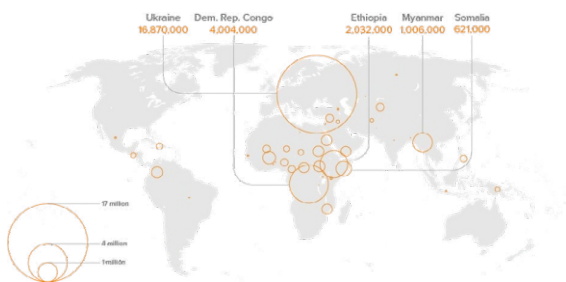 Ukraine
16,870,000
Dem. Rep. Congo
4,004,000
Ethiopia
2,032,000
Myanmar
1,006,000
Somalia
621,000
17 million
4 million
1 million